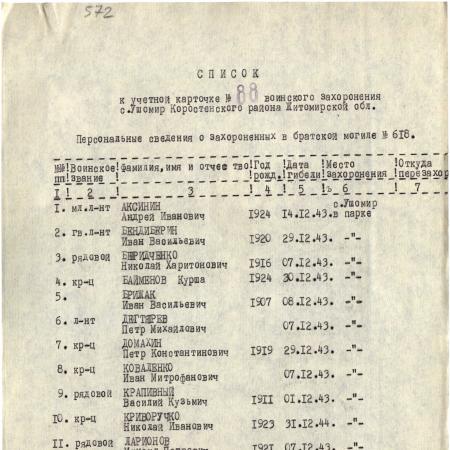 572
СПИСОК
к учетной карточке № 88 воинского захоронения
с.Ушомир Коростенского района Житомирской обл.
Персональные сведения о захороненных в братской могиле № 618.
№№ ! Воинское ! Фамилия, имя и отчество ! Год ! Дата ! Место ! Откуда
пп ! звание ! ! рожд. ! гибели ! захоронения ! перезахор
1 ! 2 ! 3 ! 4 ! 5 ! 6 ! 7
с.Ушомир
1. мл.л-нт АКСИНИН
Андрей Иванович 1924 14.12.43. в парке
2. гв.л-нт БЕНДИБЕРИН
Иван Васильевич 1920 29.12.43. -"-
3. рядовой
Николай Харитонович 1916 07.12.43. -"-
4. кр-ц БАЙМЕНОВ Курша 1924 30.12.43. -"-
5. БРИЖАК
Иван Васильевич 1907 08.12.43. -"-
6. л-нт ДЕГТЯРЕВ
Петр Михайлович 07.12.43. -"-
7. кр-ц ДОМАХИН
Петр Константинович 1919 29.12.43. -"-
8. кр-ц КОВАЛЕНКО
Иван Митрофанович 07.12.43. -"-
9. рядовой КРАПИВНЫЙ
Василий Кузьмич 1911 01.12.43. -"-
10. кр-ц КРИВОРУЧКО
Николай Иванович 1923 31.12.44. -"-
11. рядовой ЛАРИОНОВ
1921 07.12.43. -"-